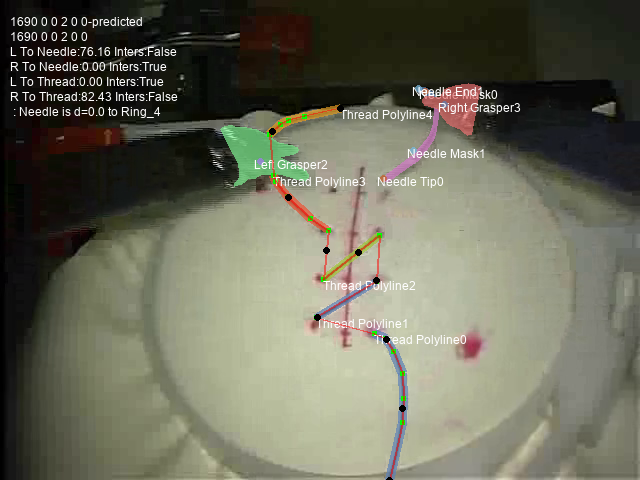 1690 0 0 2 0 0-predicted
1690 0 0 2 0 0
L To Needle:76.16 Inters:False
R To Needle:0.00 Inters:True
L To Thread:0.00 Inters:True
R To Thread:82.43 Inters:False
: Needle is d=0.0 to Ring_4
Needle End1
Needle Mask0
Right Grasper3
Thread Polyline4
Needle Mask1
Left Grasper2
Thread Polyline3
Needle Tip0
Thread Polyline2
Thread Polyline1
Thread Polyline0